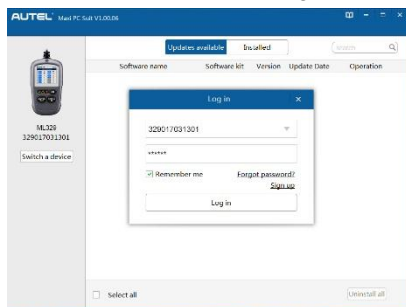 AUTEL Maxi PC Suit V1.00.06
Updates available Installed
Software name Software kit Version Update Date Operation
Log in
329017031301
ML329
329017031301
Switch a device
******
Remember me Forgot password?
Sign up
Log in
Select all Uninstall all